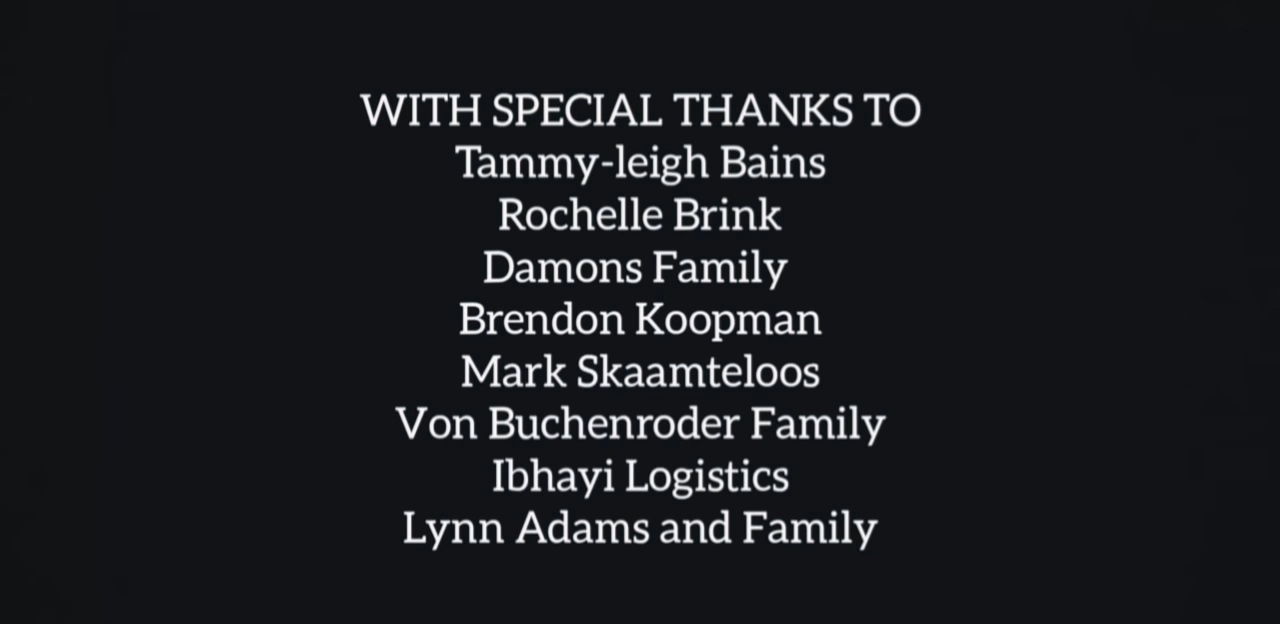 WITH SPECIAL THANKS TO
Tammy-leigh Bains
Rochelle Brink
Damons Family
Brendon Koopman
Mark Skaamteloos
Von Buchenroder Family
Ibhayi Logistics
Lynn Adams and Family